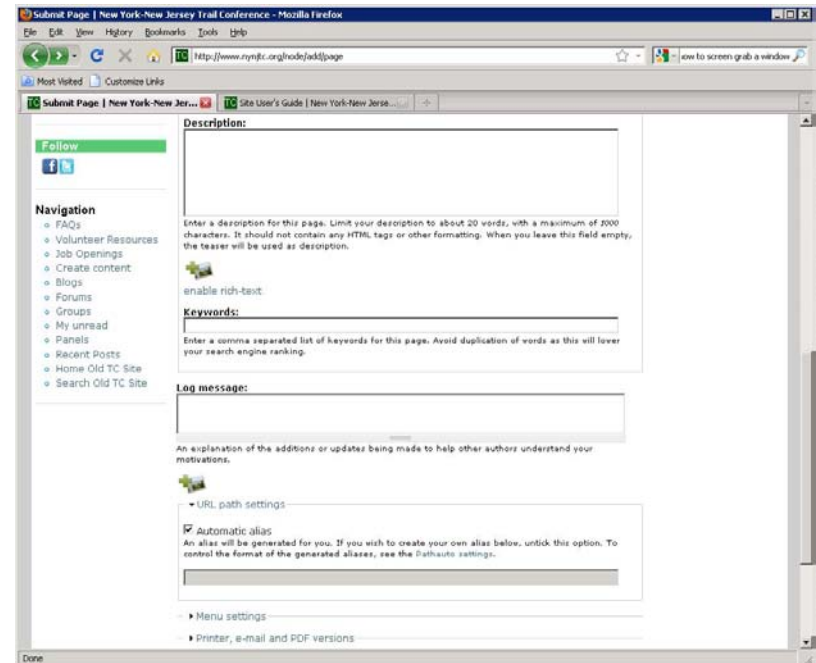 Submit Page | New York-New Jersey Trail Conference - Mozilla Firefox
File Edit View History Bookmarks Tools Help
http://www.nynjtc.org/node/add/page
ow to screen grab a window
Most Visited Customize Links
Submit Page | New York-New Jer...
Site User's Guide | New York-New Jerse...
Follow
Navigation
FAQs
Volunteer Resources
Job Openings
Create content
Blogs
Forums
Groups
My unread
Panels
Recent Posts
Home Old TC Site
Search Old TC Site
Description:
Enter a description for this page. Limit your description to about 20 words, with a maximum of 1000
characters. It should not contain any HTML tags or other formatting. When you leave this field empty,
the teaser will be used as description.
enable rich-text
Keywords:
Enter a comma separated list of keywords for this page. Avoid duplication of words as this will lower
your search engine ranking.
Log message:
An explanation of the additions or updates being made to help other authors understand your
motivations.
URL path settings
Automatic alias
An alias will be generated for you. If you wish to create your own alias below, untick this option. To
control the format of the generated aliases, see the Pathauto settings.
Menu settings
Printer, e-mail and PDF versions
Done